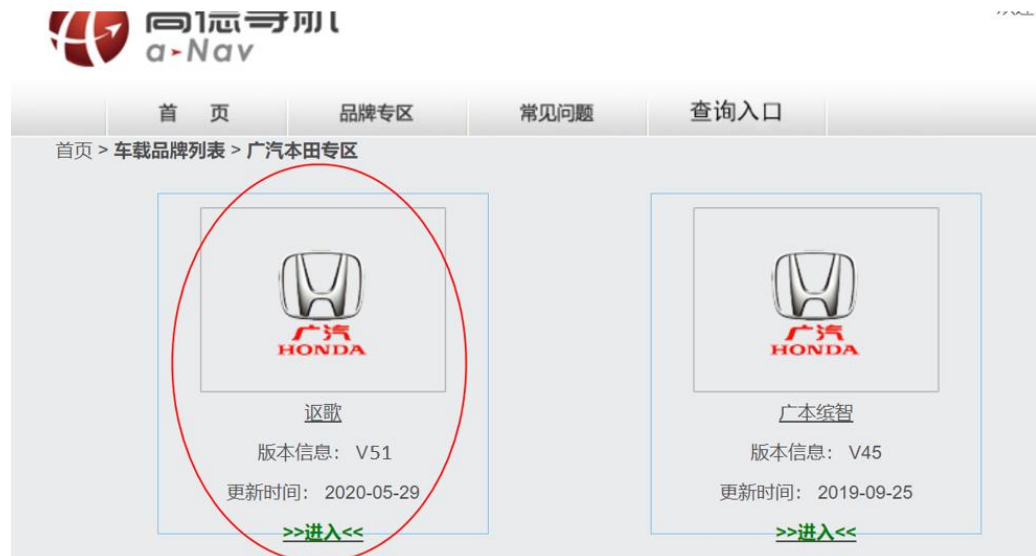 a-Nav
首 页 品牌专区 常见问题 查询入口
首页 > 车载品牌列表 > 广汽本田专区
广汽
HONDA
讴歌
版本信息: V51
更新时间: 2020-05-29
>>进入<<
广汽
HONDA
广本缤智
版本信息: V45
更新时间: 2019-09-25
>>进入<<